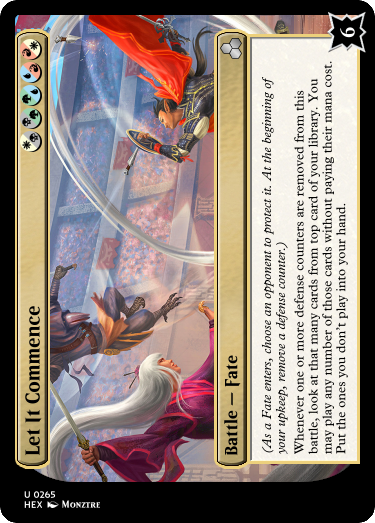 Let It Commence
Battle — Fate
6
(As a Fate enters, choose an opponent to protect it. At the beginning of
your upkeep, remove a defense counter.)
Whenever one or more defense counters are removed from this
battle, look at that many cards from top card of your library. You
may play any number of those cards without paying their mana cost.
Put the ones you don't play into your hand.
U 0265
HEX Monztre